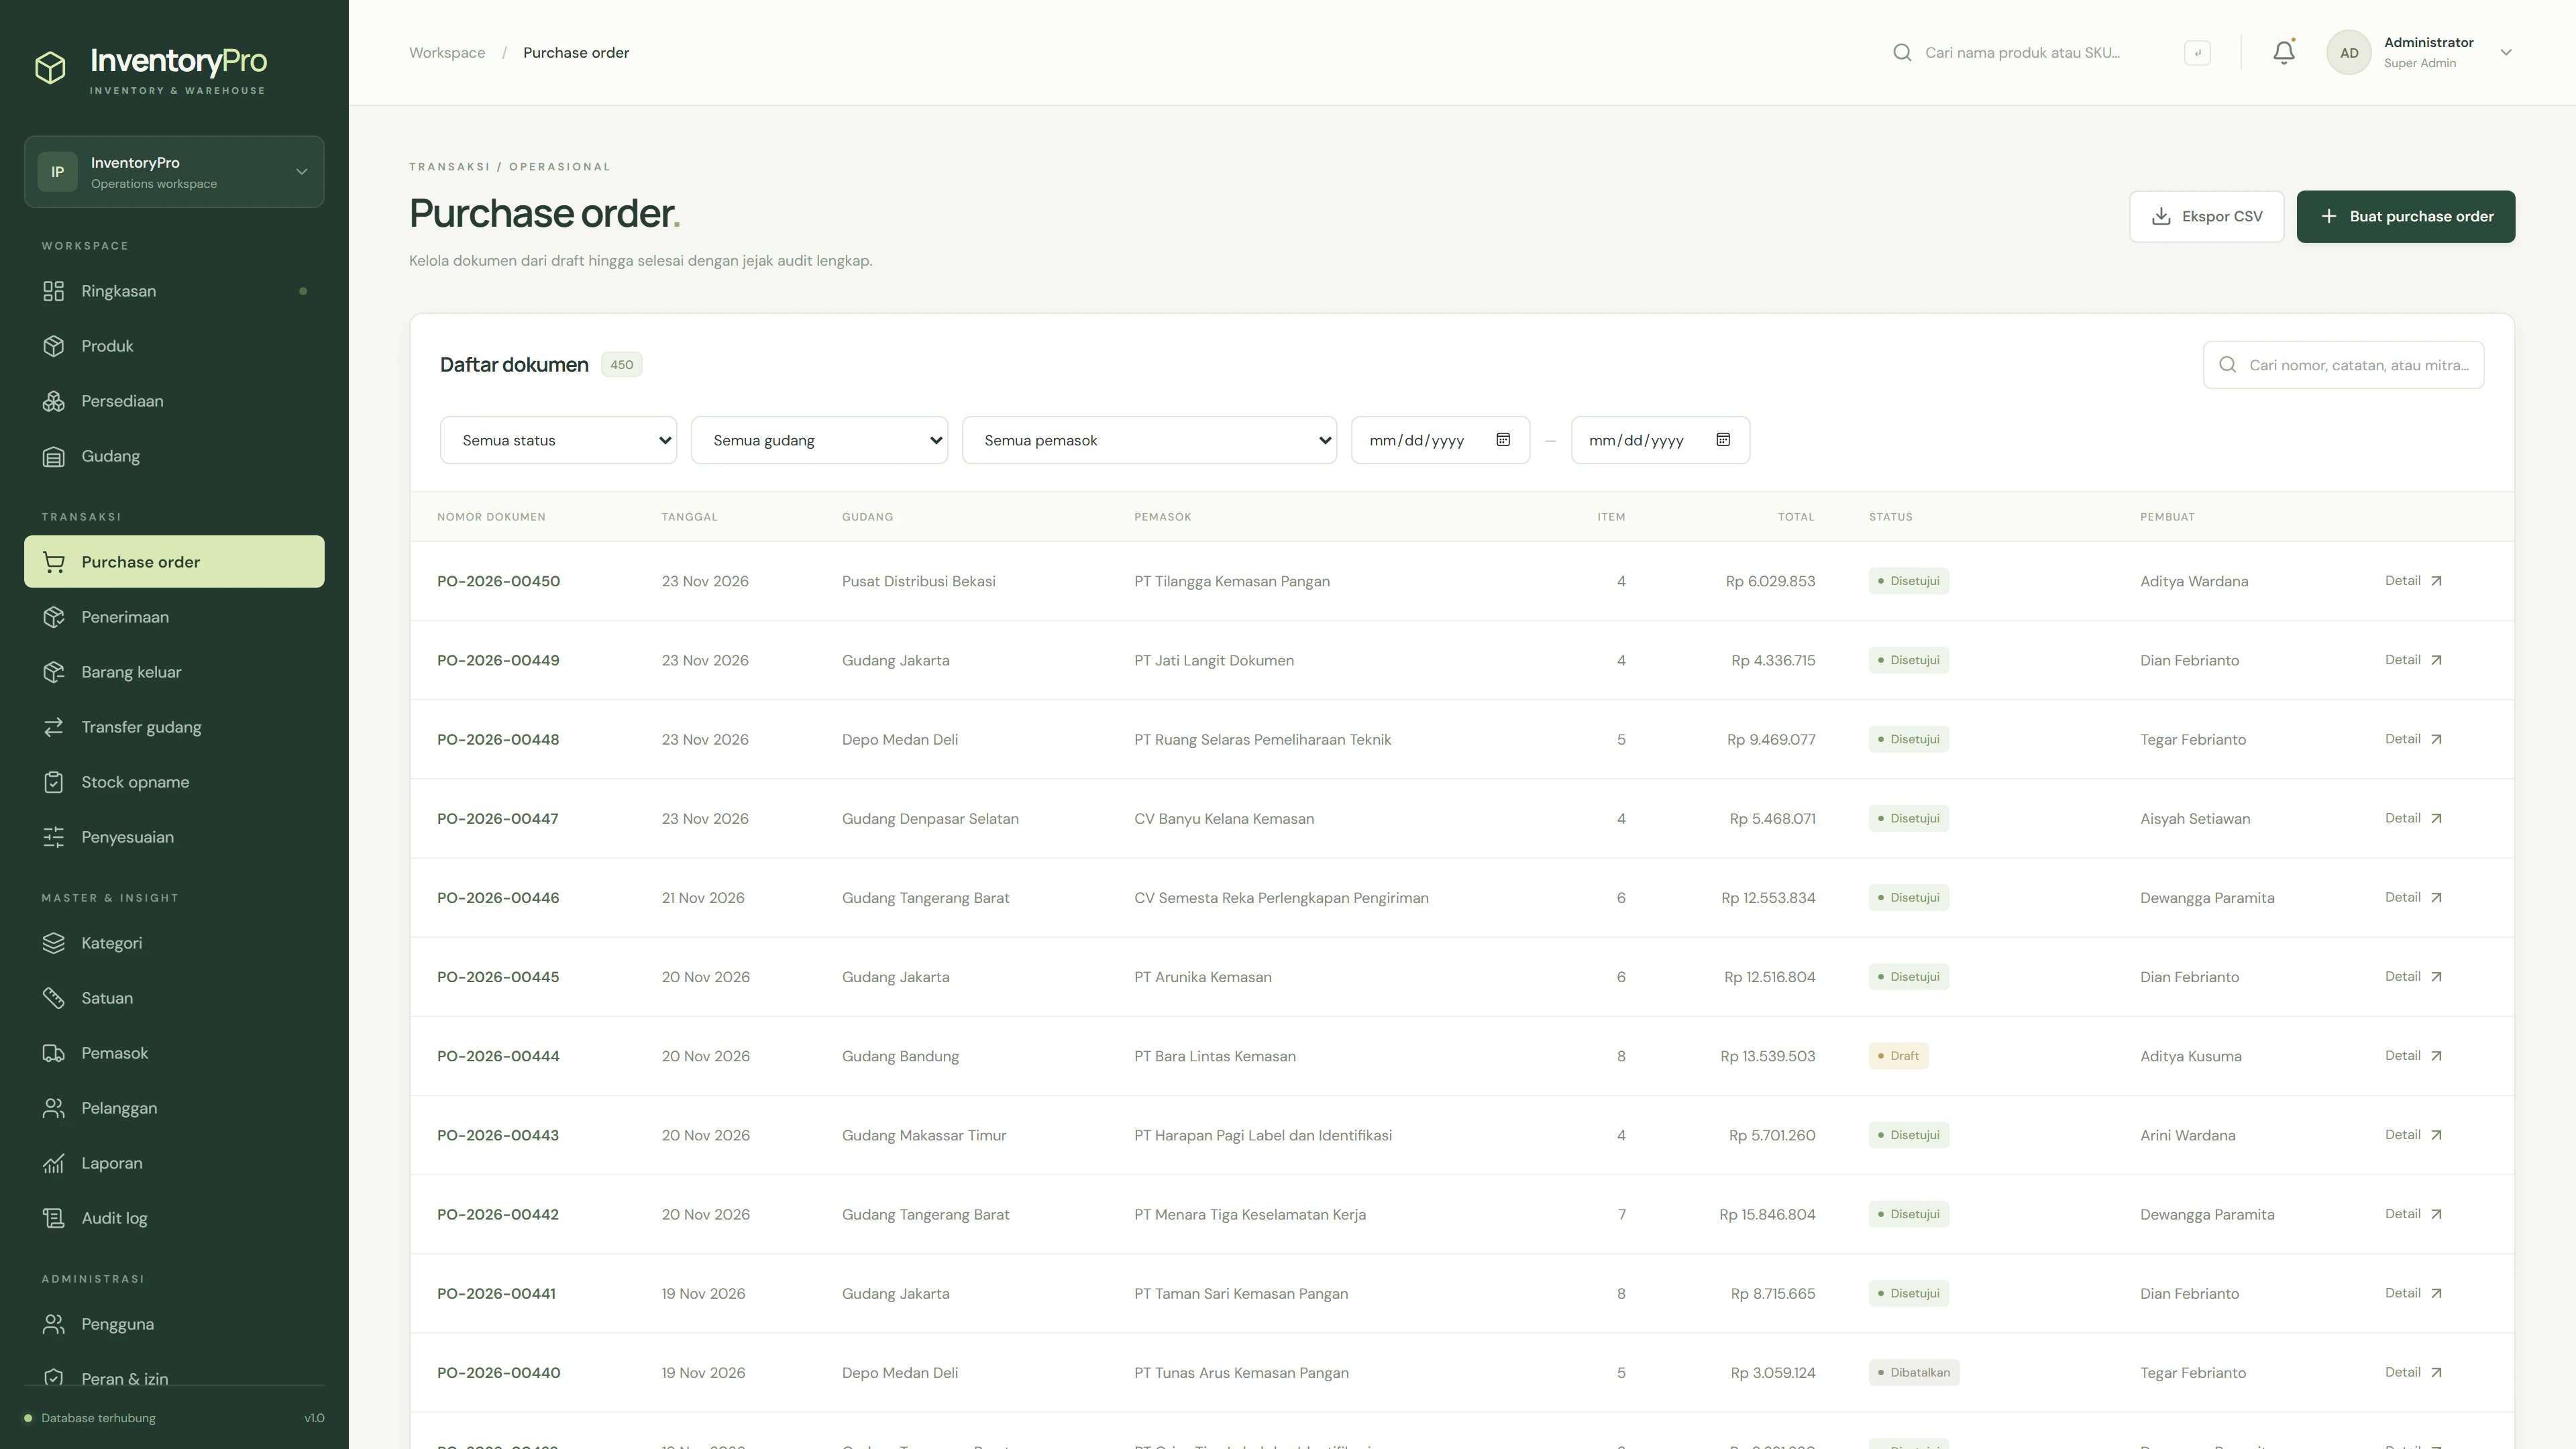 InventoryPro
INVENTORY & WAREHOUSE
IP
InventoryPro
Operations workspace
WORKSPACE
Ringkasan
Produk
Persediaan
Gudang
TRANSAKSI
Purchase order
Penerimaan
Barang keluar
Transfer gudang
Stock opname
Penyesuaian
MASTER & INSIGHT
Kategori
Satuan
Pemasok
Pelanggan
Laporan
Audit log
ADMINISTRASI
Pengguna
Peran & izin
Database terhubung v1.0
Workspace / Purchase order
Cari nama produk atau SKU...
AD
Administrator
Super Admin
TRANSAKSI / OPERASIONAL
Purchase order.
Kelola dokumen dari draft hingga selesai dengan jejak audit lengkap.
Ekspor CSV
Buat purchase order
Daftar dokumen 450
Cari nomor, catatan, atau mitra...
Semua status Semua gudang Semua pemasok mm/dd/yyyy – mm/dd/yyyy
NOMOR DOKUMEN TANGGAL GUDANG PEMASOK ITEM TOTAL STATUS PEMBUAT
PO-2026-00450 23 Nov 2026 Pusat Distribusi Bekasi PT Tilangga Kemasan Pangan 4 Rp 6.029.853 Disetujui Aditya Wardana Detail
PO-2026-00449 23 Nov 2026 Gudang Jakarta PT Jati Langit Dokumen 4 Rp 4.336.715 Disetujui Dian Febrianto Detail
PO-2026-00448 23 Nov 2026 Depo Medan Deli PT Ruang Selaras Pemeliharaan Teknik 5 Rp 9.469.077 Disetujui Tegar Febrianto Detail
PO-2026-00447 23 Nov 2026 Gudang Denpasar Selatan CV Banyu Kelana Kemasan 4 Rp 5.468.071 Disetujui Aisyah Setiawan Detail
PO-2026-00446 21 Nov 2026 Gudang Tangerang Barat CV Semesta Reka Perlengkapan Pengiriman 6 Rp 12.553.834 Disetujui Dewangga Paramita Detail
PO-2026-00445 20 Nov 2026 Gudang Jakarta PT Arunika Kemasan 6 Rp 12.516.804 Disetujui Dian Febrianto Detail
PO-2026-00444 20 Nov 2026 Gudang Bandung PT Bara Lintas Kemasan 8 Rp 13.539.503 Draft Aditya Kusuma Detail
PO-2026-00443 20 Nov 2026 Gudang Makassar Timur PT Harapan Pagi Label dan Identifikasi 4 Rp 5.701.260 Disetujui Arini Wardana Detail
PO-2026-00442 20 Nov 2026 Gudang Tangerang Barat PT Menara Tiga Keselamatan Kerja 7 Rp 15.846.804 Disetujui Dewangga Paramita Detail
PO-2026-00441 19 Nov 2026 Gudang Jakarta PT Taman Sari Kemasan Pangan 8 Rp 8.715.665 Disetujui Dian Febrianto Detail
PO-2026-00440 19 Nov 2026 Depo Medan Deli PT Tunas Arus Kemasan Pangan 5 Rp 3.059.124 Dibatalkan Tegar Febrianto Detail